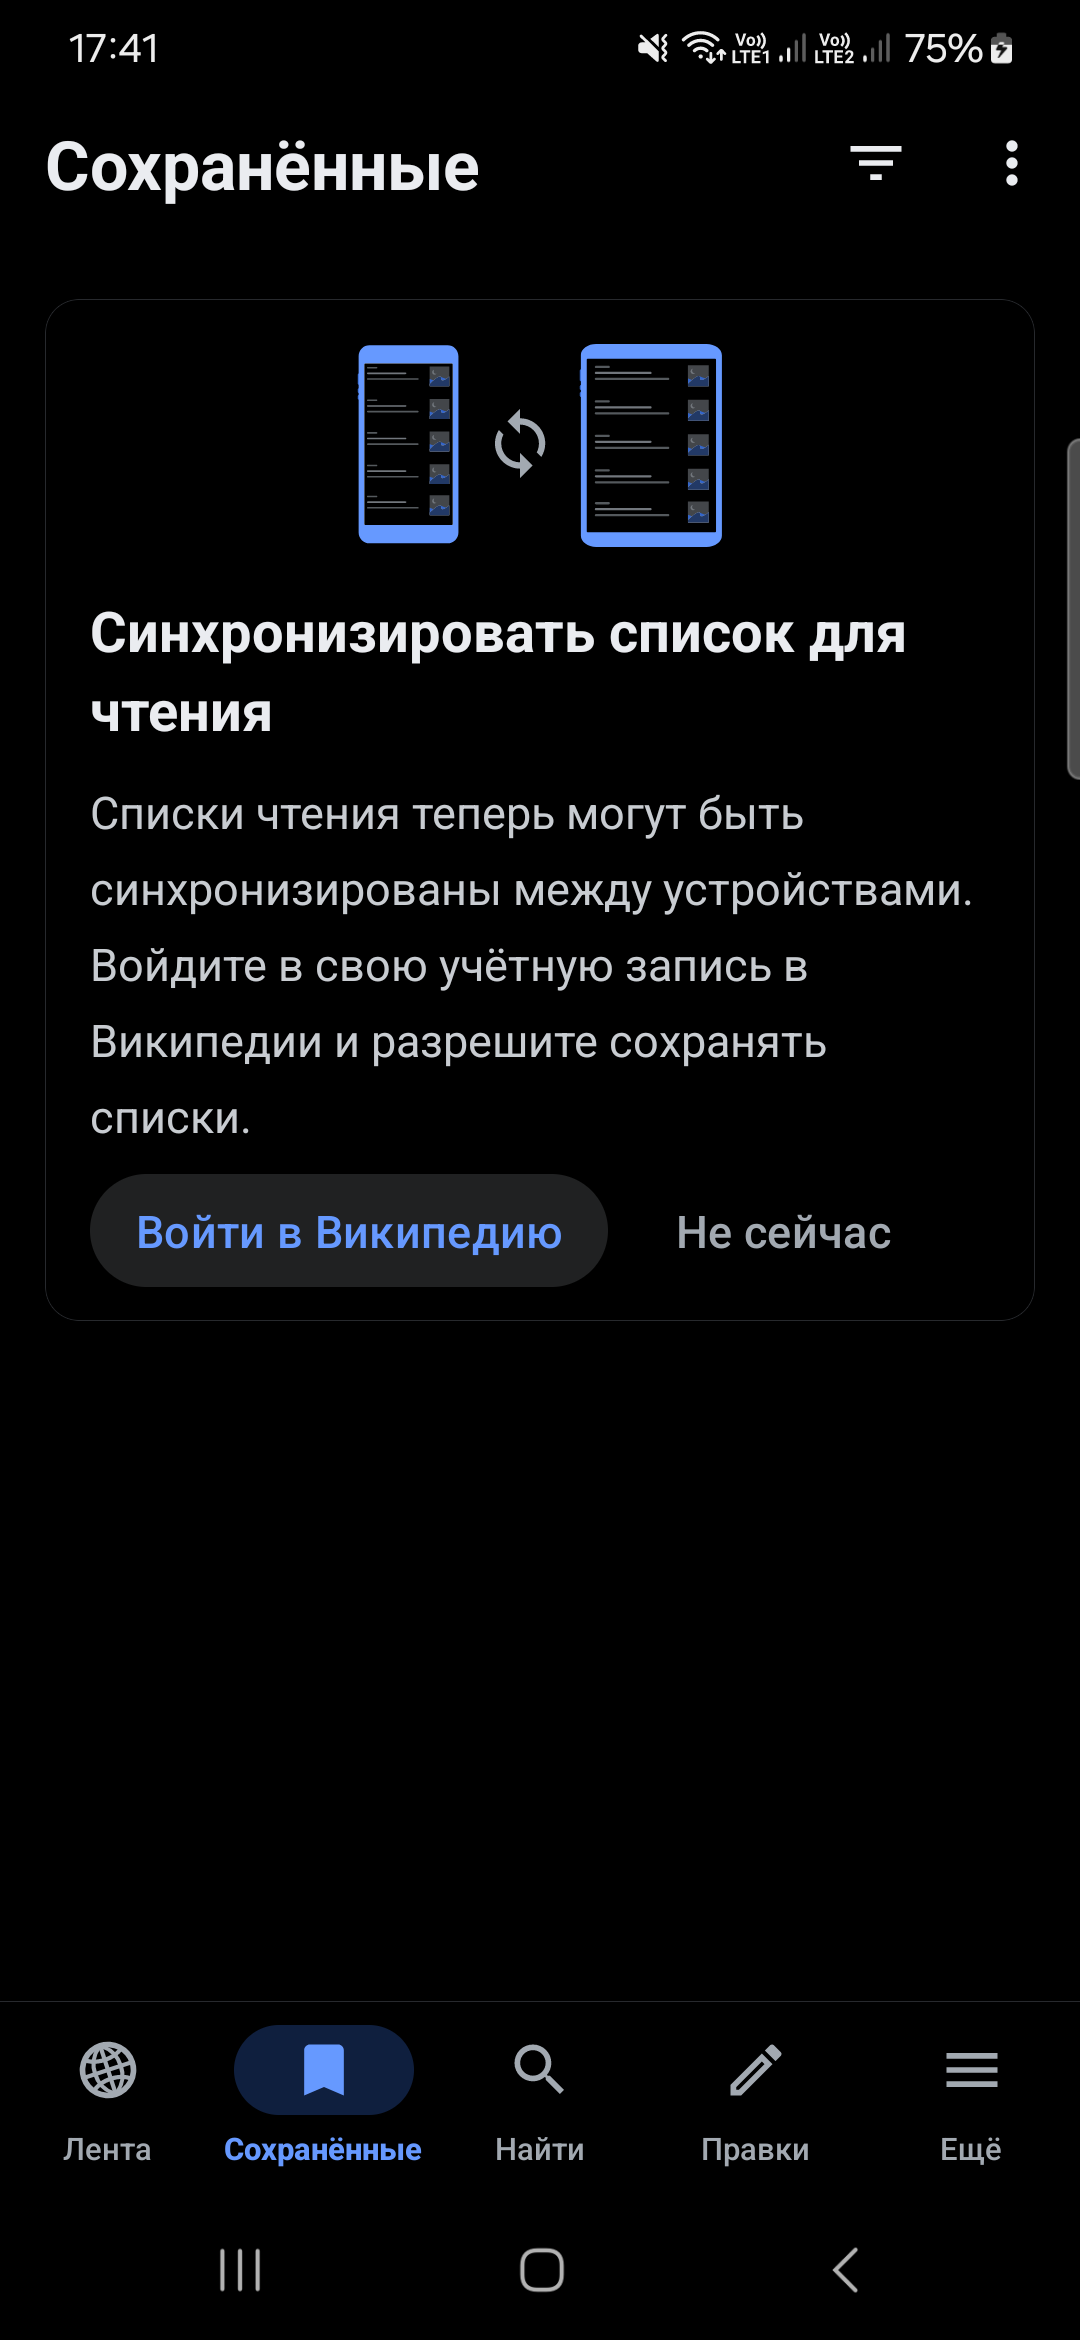 17:41
Vo)) LTE1 Vo)) LTE2 75%
Сохранённые
Синхронизировать список для
чтения
Списки чтения теперь могут быть
синхронизированы между устройствами.
Войдите в свою учётную запись в
Википедии и разрешите сохранять
списки.
Войти в Википедию Не сейчас
Лента Сохранённые Найти Правки Ещё